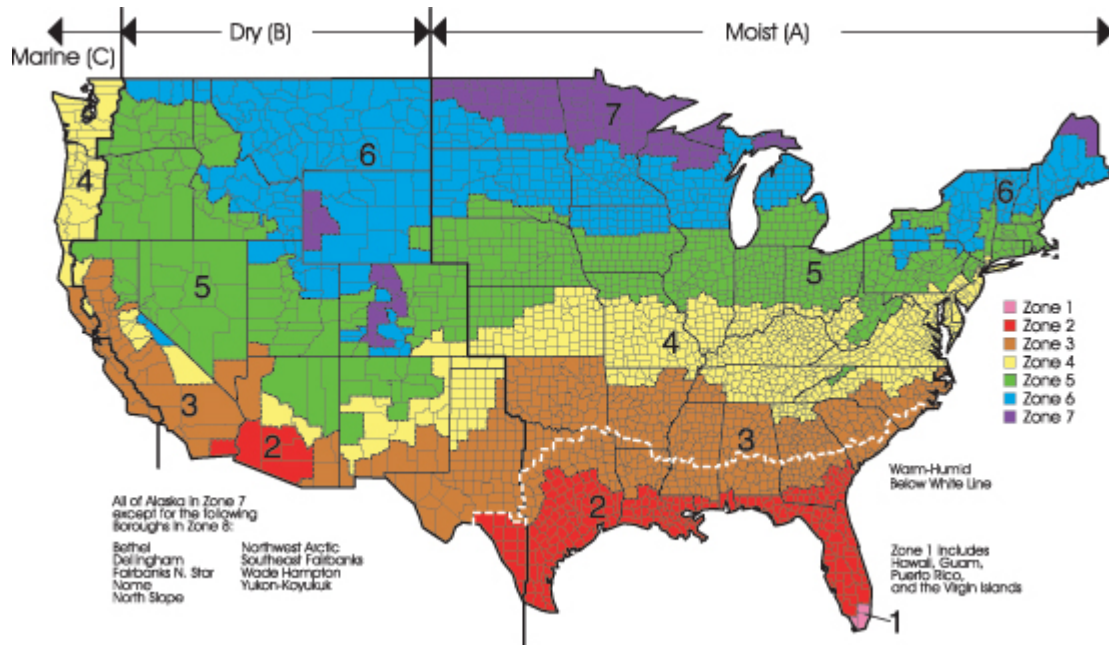 Marine (C)
Dry (B)
Moist (A)
7
6
6
4
5
5
4
3
3
2
2
1
Zone 1
Zone 2
Zone 3
Zone 4
Zone 5
Zone 6
Zone 7
Warm-Humid
Below White Line
All of Alaska in Zone 7
except for the following
Boroughs in Zone 8:
Bethel
Dellingham
Fairbanks N. Star
Nome
North Slope
Northwest Arctic
Southeast Fairbanks
Wade Hampton
Yukon-Koyukuk
Zone 1 includes
Hawaii, Guam,
Puerto Rico,
and the Virgin Islands